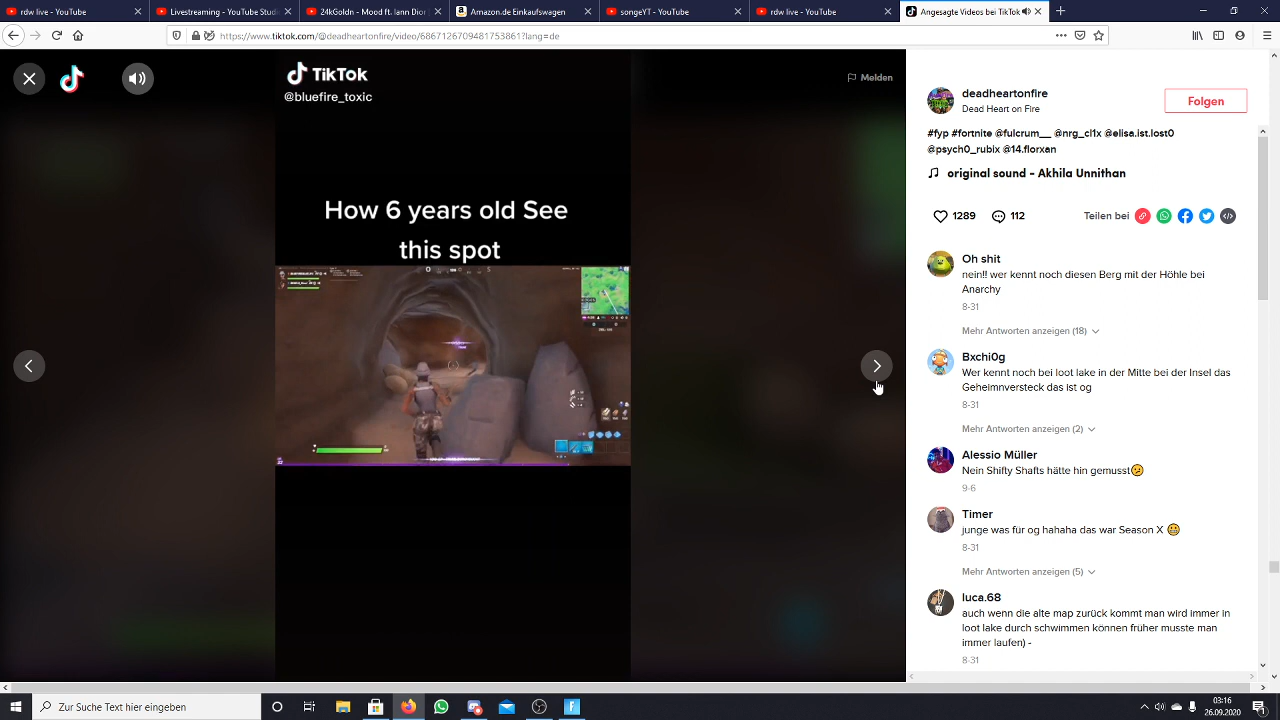 rdw live - YouTube
Livestreaming - YouTube Stud
24kGoldn - Mood ft. Iann Dior
Amazon.de Einkaufswagen
songeYT - YouTube
rdw live - YouTube
Angesagte Videos bei TikTok
https://www.tiktok.com/@deadheartonfire/video/6867126709481753861?lang=de
TikTok
@bluefire_toxic
Melden
How 6 years old See
this spot
deadheartonfire
Dead Heart on Fire
Folgen
#fyp #fortnite @fulcrum__ @nrg_cl1x @elisa.ist.lost0
@psych0_rubix @14.florxan
original sound - Akhila Unnithan
1289
112
Teilen bei
Oh shit
nein!! wer kennt noch diesen Berg mit der Höhle bei
Anarchy
8-31
Mehr Antworten anzeigen (18)
Bxchi0g
Wer kennt noch bei loot lake in der Mitte bei der Insel das
Geheimversteck das ist og
8-31
Mehr Antworten anzeigen (2)
Alessio Müller
Nein Shifty Shafts hätte hin gemusst😕
9-6
Timer
junge was für og hahaha das war Season X 😀
8-31
Mehr Antworten anzeigen (5)
luca.68
auch wenn die alte map zurück kommt man wird immer in
loot lake durch schwimmen können früher musste man
immer laufen) -
8-31
Zur Suche Text hier eingeben
03:16
26.09.2020